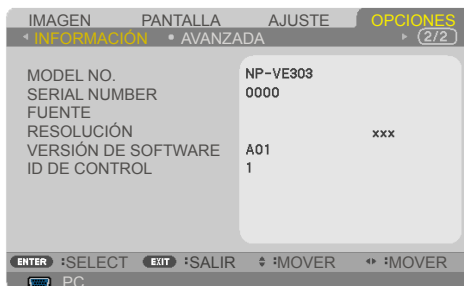 IMAGEN PANTALLA AJUSTE OPCIONES
INFORMACIÓN • AVANZADA 2/2
MODEL NO. NP-VE303
SERIAL NUMBER 0000
FUENTE
RESOLUCIÓN xxx
VERSIÓN DE SOFTWARE A01
ID DE CONTROL 1
ENTER :SELECT EXIT :SALIR :MOVER :MOVER
PC